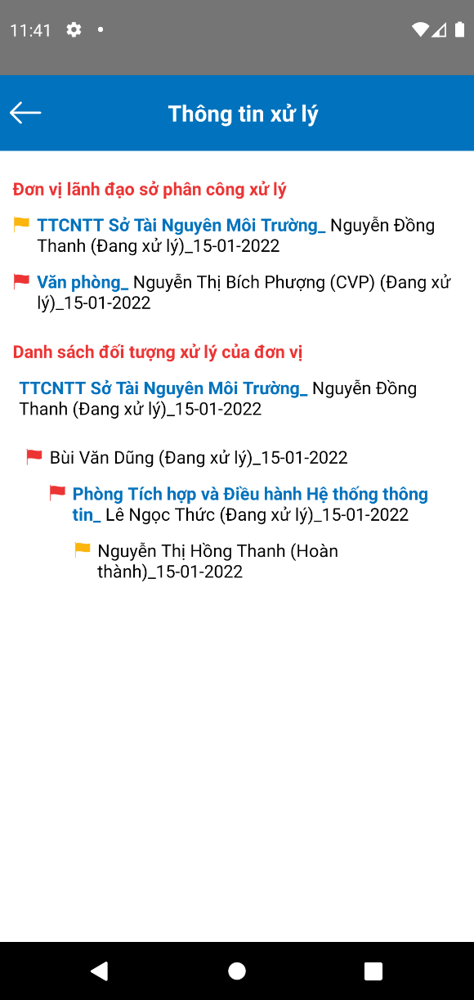 11:41
Thông tin xử lý
Đơn vị lãnh đạo sở phân công xử lý
TTCNTT Sở Tài Nguyên Môi Trường_ Nguyễn Đồng
Thanh (Đang xử lý)_15-01-2022
Văn phòng_ Nguyễn Thị Bích Phượng (CVP) (Đang xử
lý)_15-01-2022
Danh sách đối tượng xử lý của đơn vị
TTCNTT Sở Tài Nguyên Môi Trường_ Nguyễn Đồng
Thanh (Đang xử lý)_15-01-2022
Bùi Văn Dũng (Đang xử lý)_15-01-2022
Phòng Tích hợp và Điều hành Hệ thống thông
tin_ Lê Ngọc Thức (Đang xử lý)_15-01-2022
Nguyễn Thị Hồng Thanh (Hoàn
thành)_15-01-2022